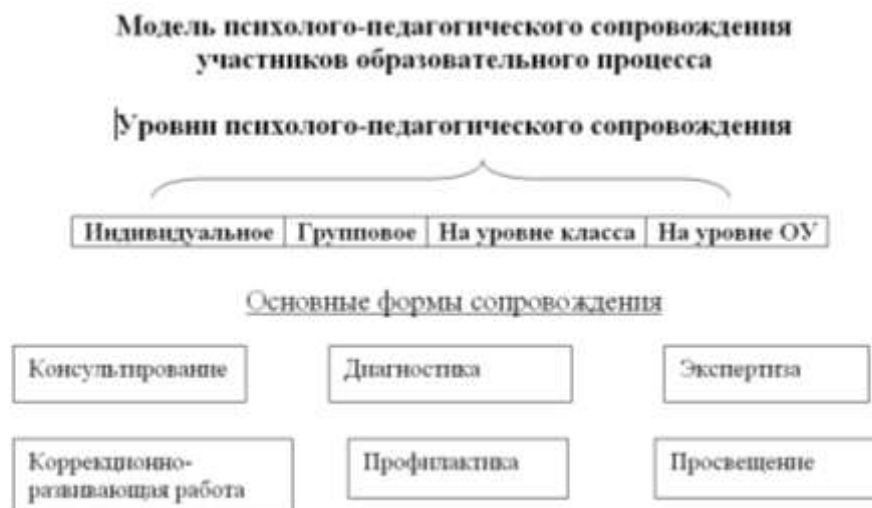 Модель психолого-педагогического сопровождения
участников образовательного процесса
Уровни психолого-педагогического сопровождения
Индивидуальное Групповое На уровне класса На уровне ОУ
Основные формы сопровождения
Консультирование Диагностика Экспертиза
Коррекционно-
развивающая работа Профилактика Просвещение